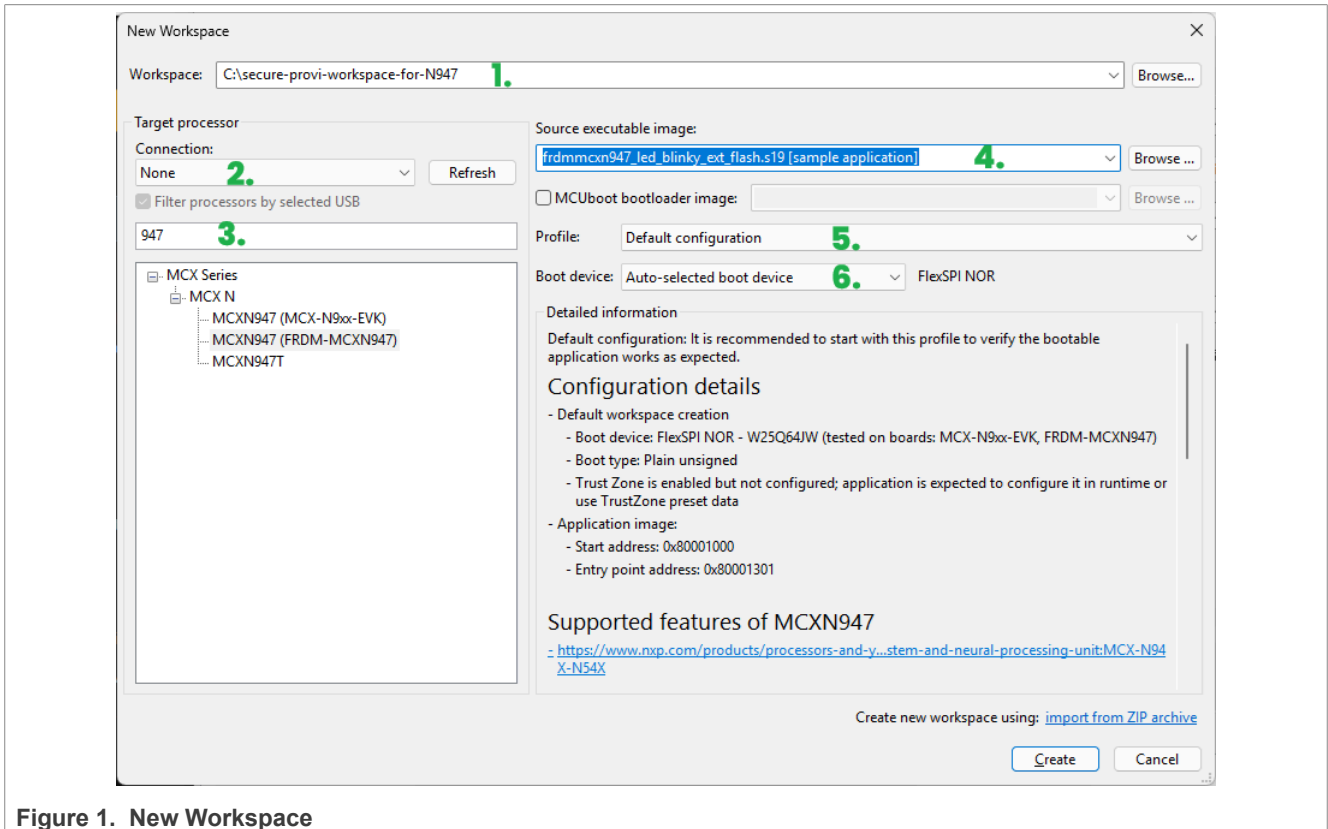 New Workspace
Workspace: C:\secure-provi-workspace-for-N947 1. Browse...
Target processor
Connection:
None 2. Refresh
Filter processors by selected USB
947 3.
MCX Series
MCX N
MCXN947 (MCX-N9xx-EVK)
MCXN947 (FRDM-MCXN947)
MCXN947T
Source executable image:
frdmmcxn947_led_blinky_ext_flash.s19 [sample application] 4. Browse ...
MCUboot bootloader image: Browse ...
Profile: Default configuration 5.
Boot device: Auto-selected boot device 6. FlexSPI NOR
Detailed information
Default configuration: It is recommended to start with this profile to verify the bootable
application works as expected.
Configuration details
- Default workspace creation
- Boot device: FlexSPI NOR - W25Q64JW (tested on boards: MCX-N9xx-EVK, FRDM-MCXN947)
- Boot type: Plain unsigned
- Trust Zone is enabled but not configured; application is expected to configure it in runtime or
use TrustZone preset data
- Application image:
- Start address: 0x80001000
- Entry point address: 0x80001301
Supported features of MCXN947
- https://www.nxp.com/products/processors-and-y...stem-and-neural-processing-unit:MCX-N94
X-N54X
Create new workspace using: import from ZIP archive
Create Cancel
Figure 1. New Workspace